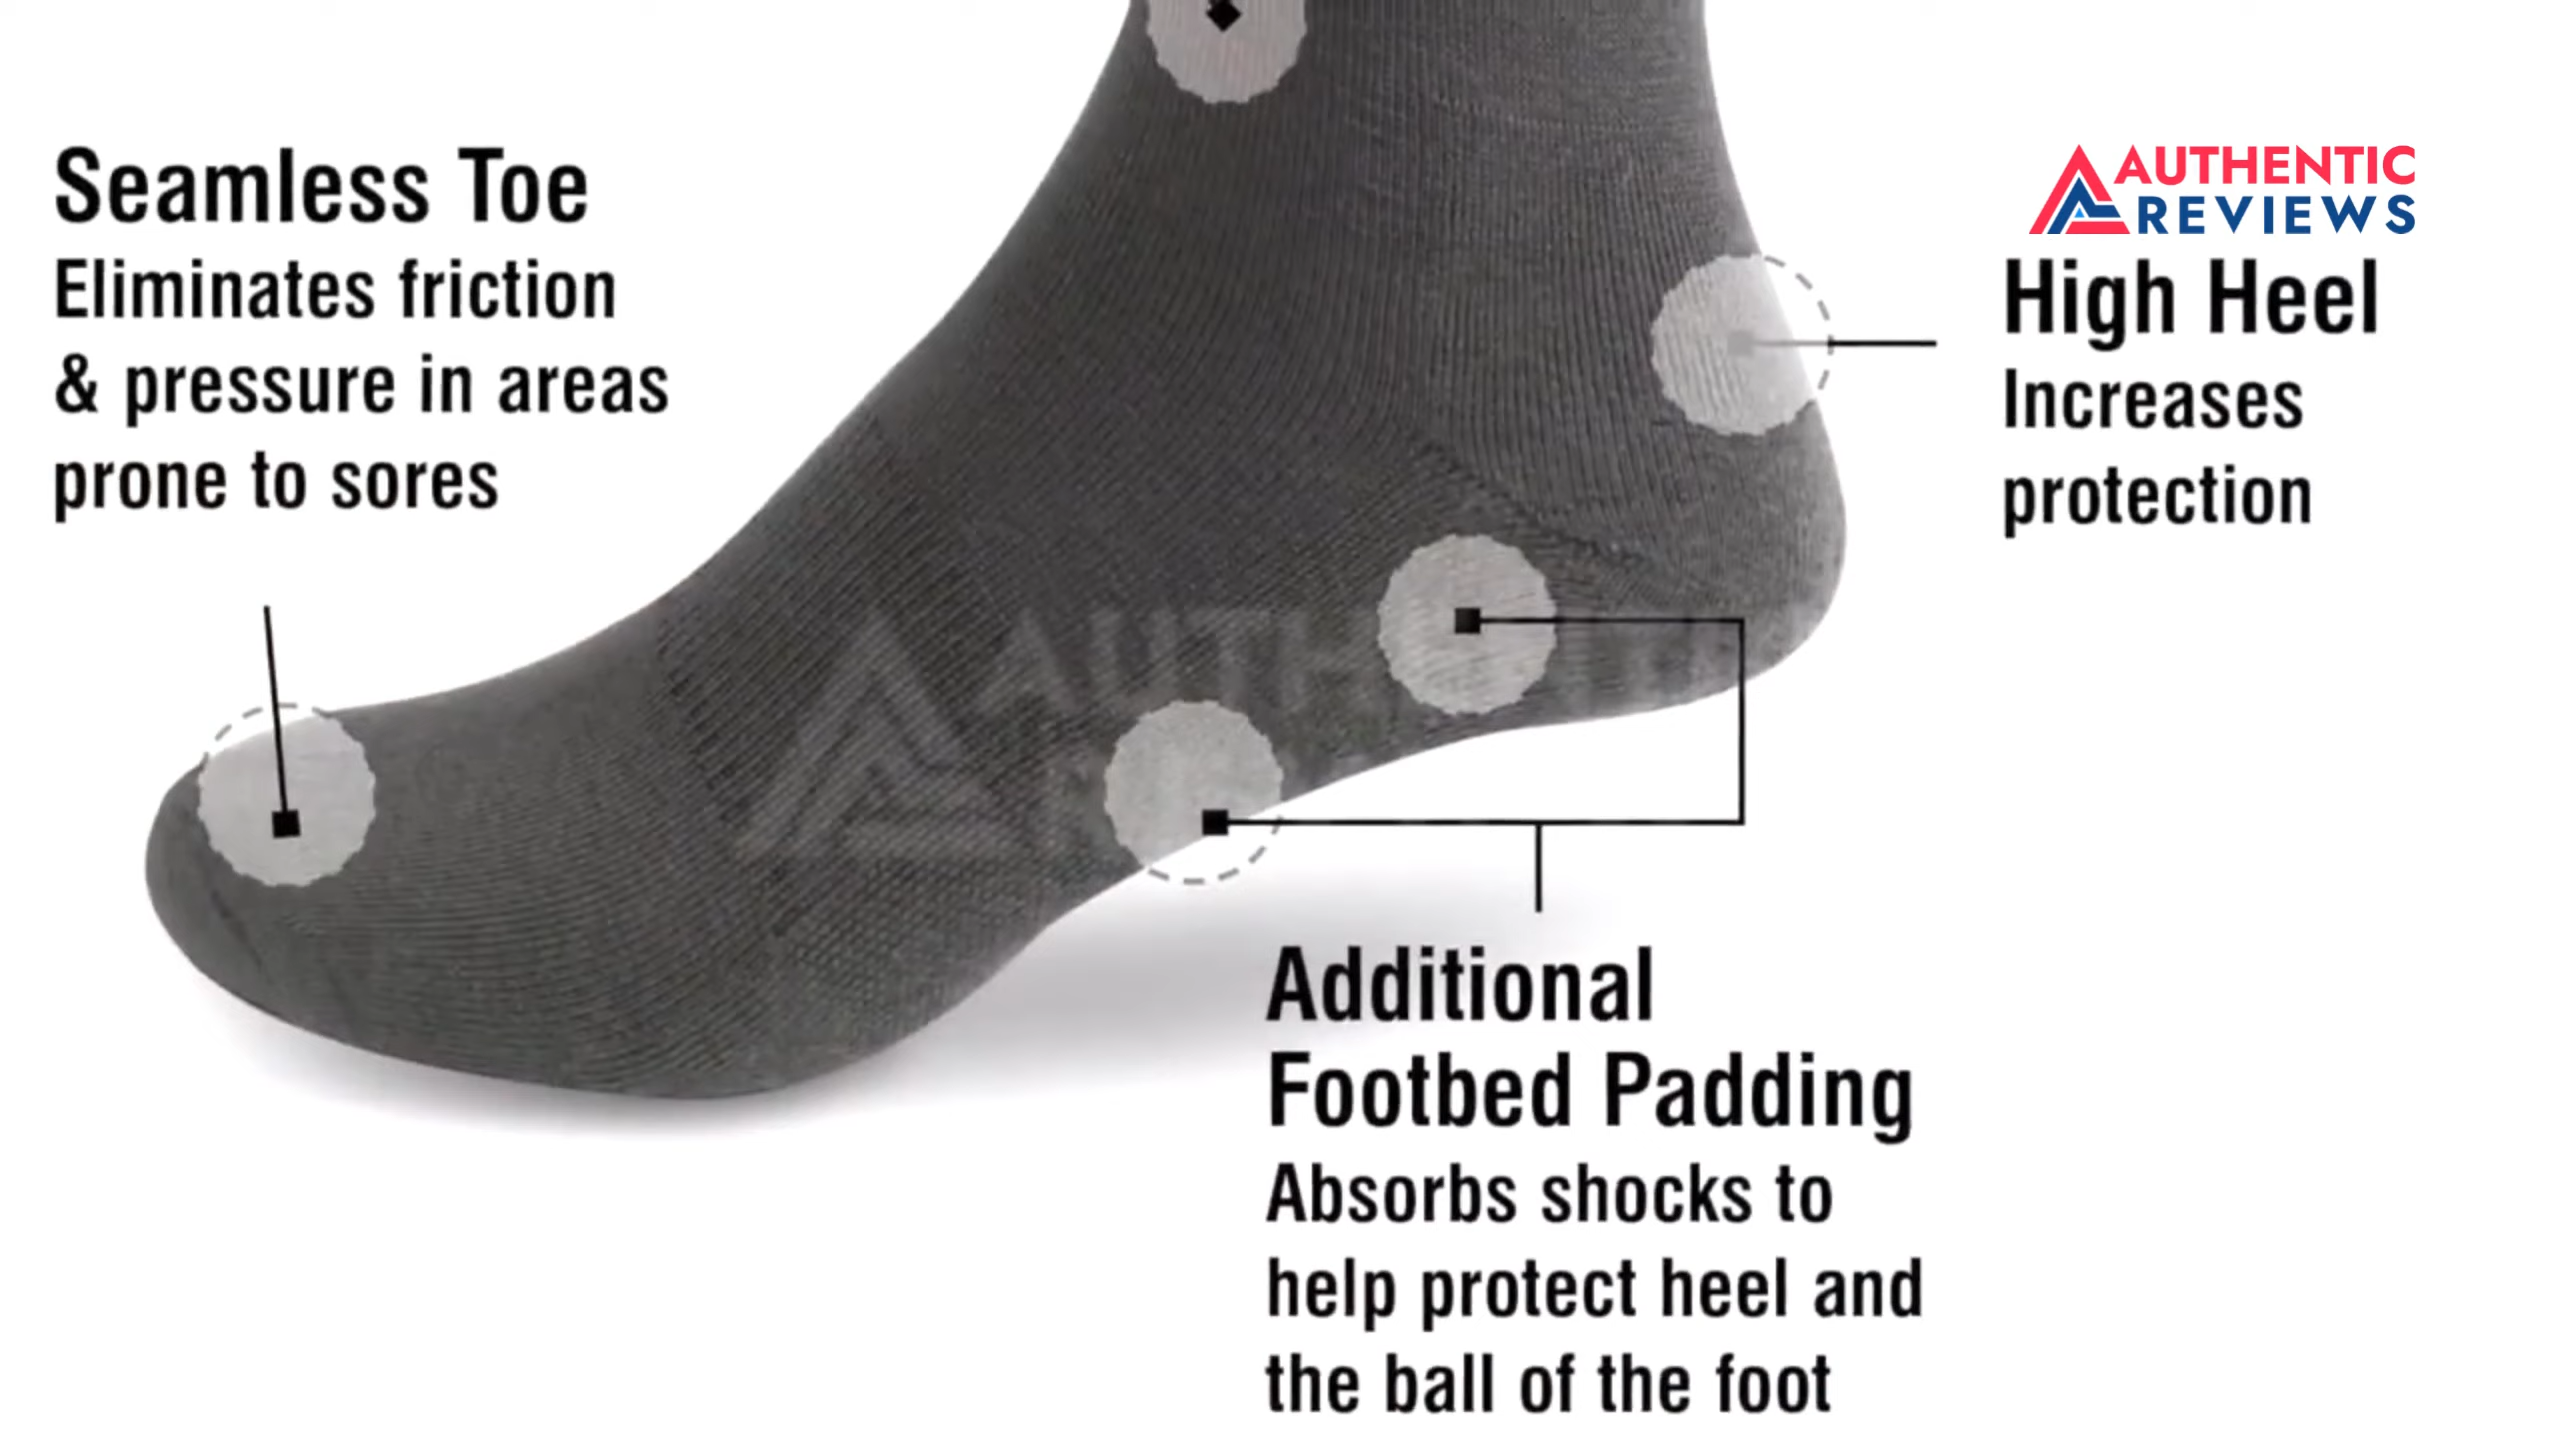 Seamless Toe
Eliminates friction
& pressure in areas
prone to sores
AUTHENTIC
REVIEWS
High Heel
Increases
protection
AUTH
Additional
Footbed Padding
Absorbs shocks to
help protect heel and
the ball of the foot